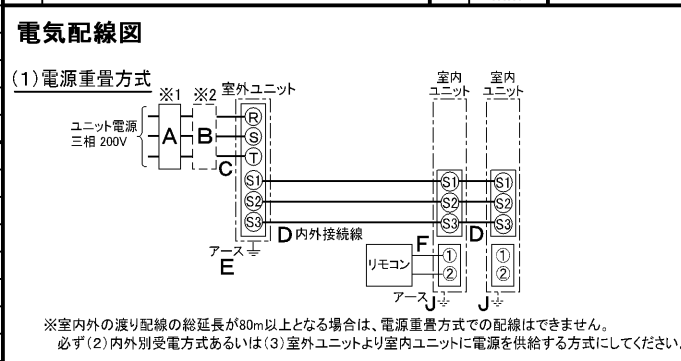 電気配線図
(1)電源重畳方式
※1 ※2 室外ユニット
室内
ユニット
室内
ユニット
ユニット電源
三相 200V
A
B
C
R
S
T
S1
S2
S3
S1
S2
S3
S1
S2
S3
D 内外接続線
D
アース
E
リモコン
F
①
②
①
②
アース J
J
※室内外の渡り配線の総延長が80m以上となる場合は、電源重畳方式での配線はできません。
必ず(2)内外別受電方式あるいは(3)室外ユニットより室内ユニットに電源を供給する方式にしてください。